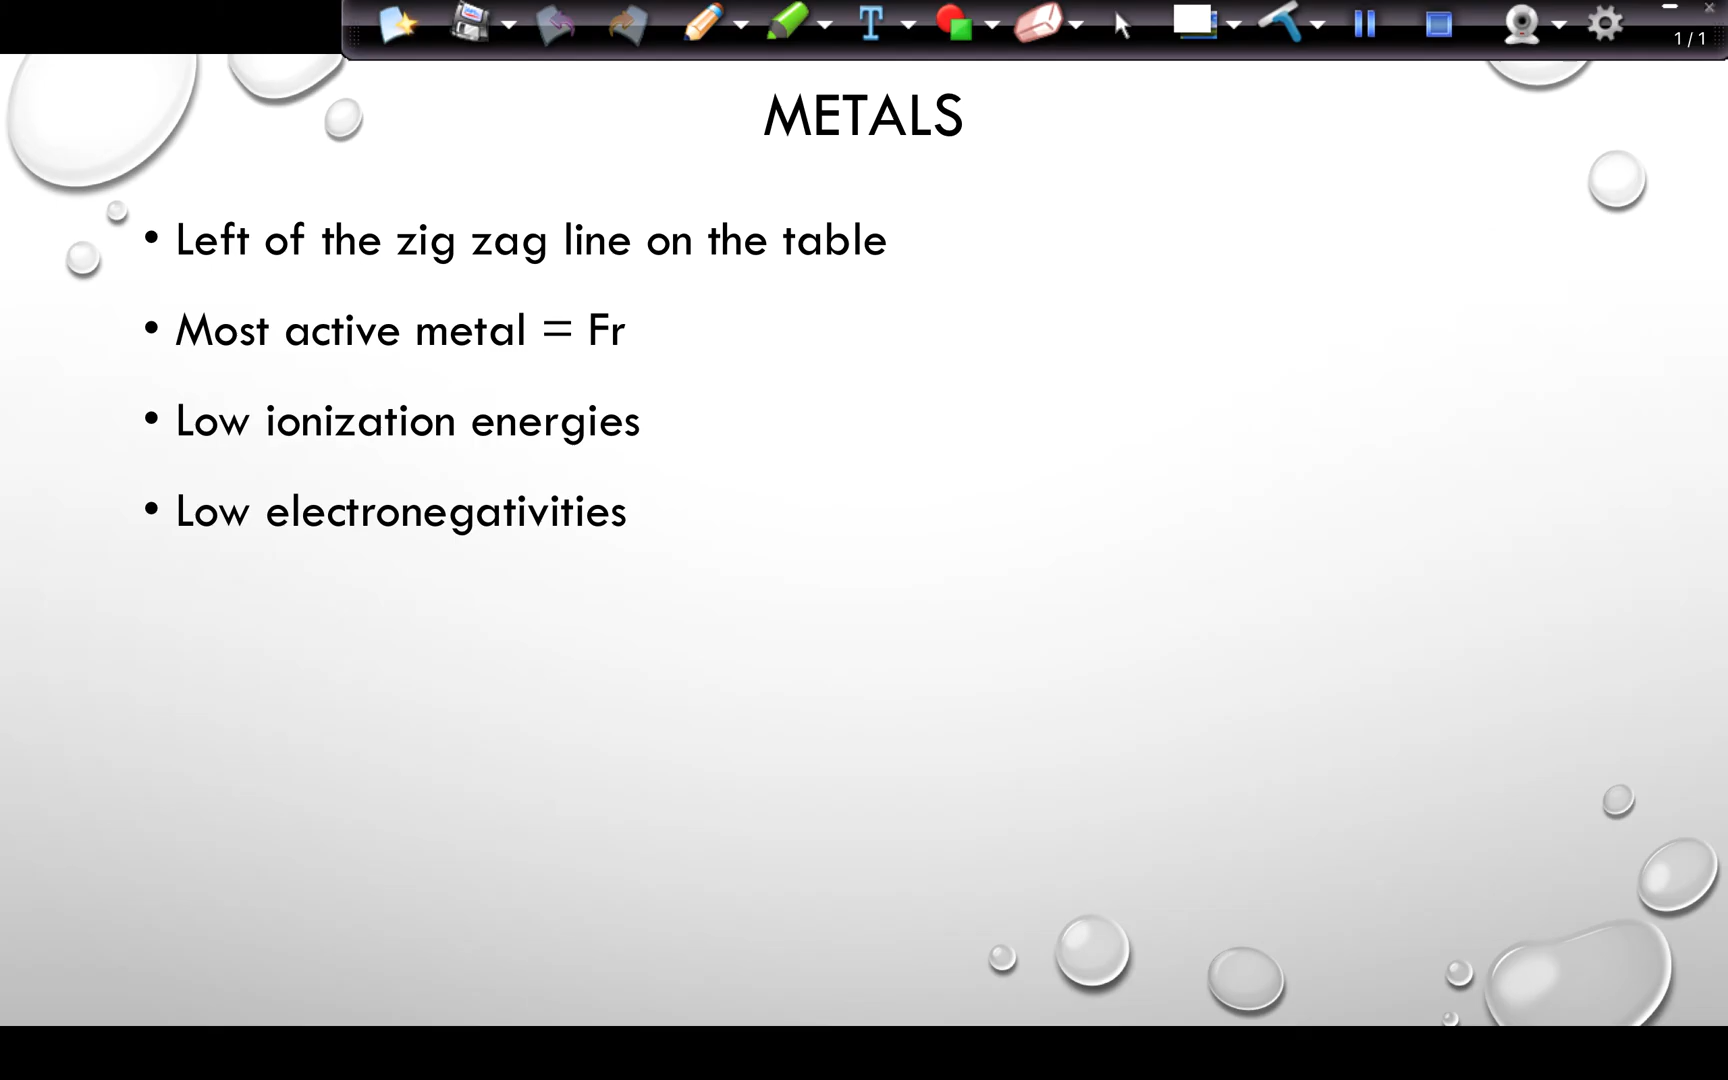 1 / 1
METALS
• Left of the zig zag line on the table
• Most active metal = Fr
• Low ionization energies
• Low electronegativities